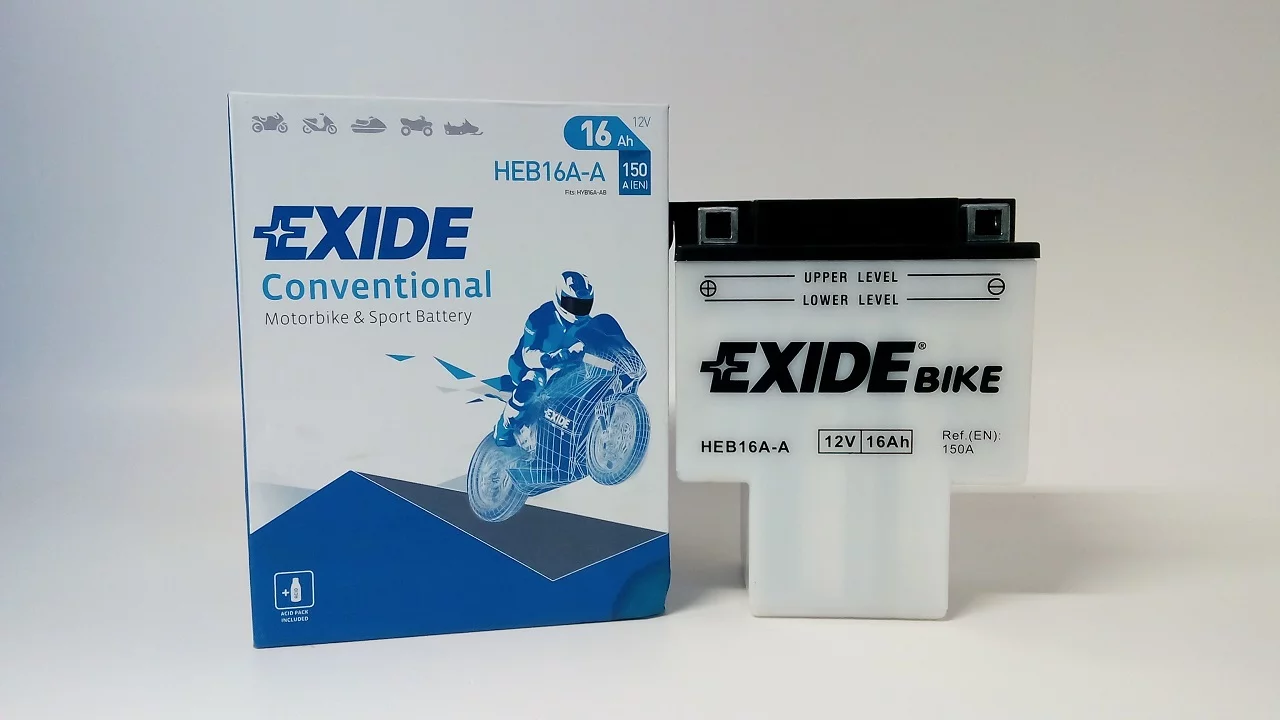 12V
16 Ah
HEB16A-A
150
A (EN)
Fits: HYB16A-AB
EXIDE
Conventional
Motorbike & Sport Battery
EXIDE
+
ACID
ACID PACK
INCLUDED
UPPER LEVEL
LOWER LEVEL
EXIDE® BIKE
HEB16A-A
12V 16Ah
Ref.(EN):
150A